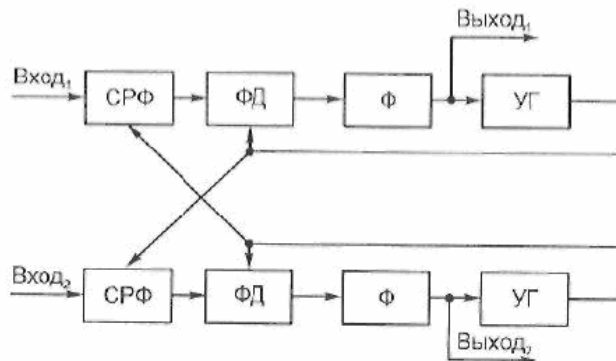 Выход₁
Вход₁
СРФ ФД Ф УГ
Вход₂
СРФ ФД Ф УГ
Выход₂